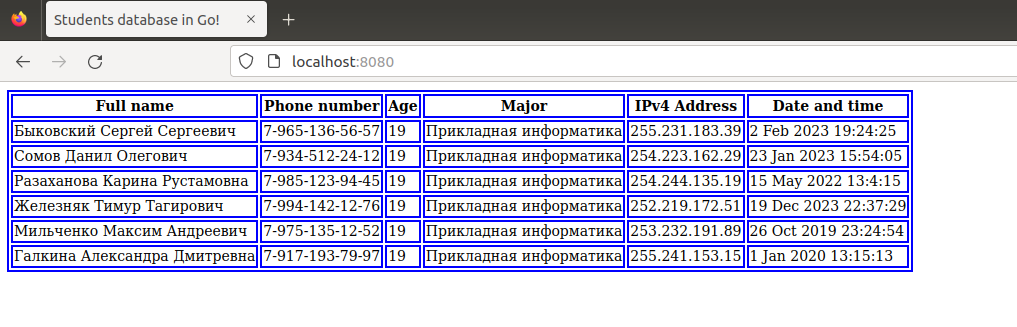 Students database in Go!
localhost:8080
Full name Phone number Age Major IPv4 Address Date and time
Быковский Сергей Сергеевич 7-965-136-56-57 19 Прикладная информатика 255.231.183.39 2 Feb 2023 19:24:25
Сомов Данил Олегович 7-934-512-24-12 19 Прикладная информатика 254.223.162.29 23 Jan 2023 15:54:05
Разаханова Карина Рустамовна 7-985-123-94-45 19 Прикладная информатика 254.244.135.19 15 May 2022 13:4:15
Железняк Тимур Тагирович 7-994-142-12-76 19 Прикладная информатика 252.219.172.51 19 Dec 2023 22:37:29
Мильченко Максим Андреевич 7-975-135-12-52 19 Прикладная информатика 253.232.191.89 26 Oct 2019 23:24:54
Галкина Александра Дмитревна 7-917-193-79-97 19 Прикладная информатика 255.241.153.15 1 Jan 2020 13:15:13